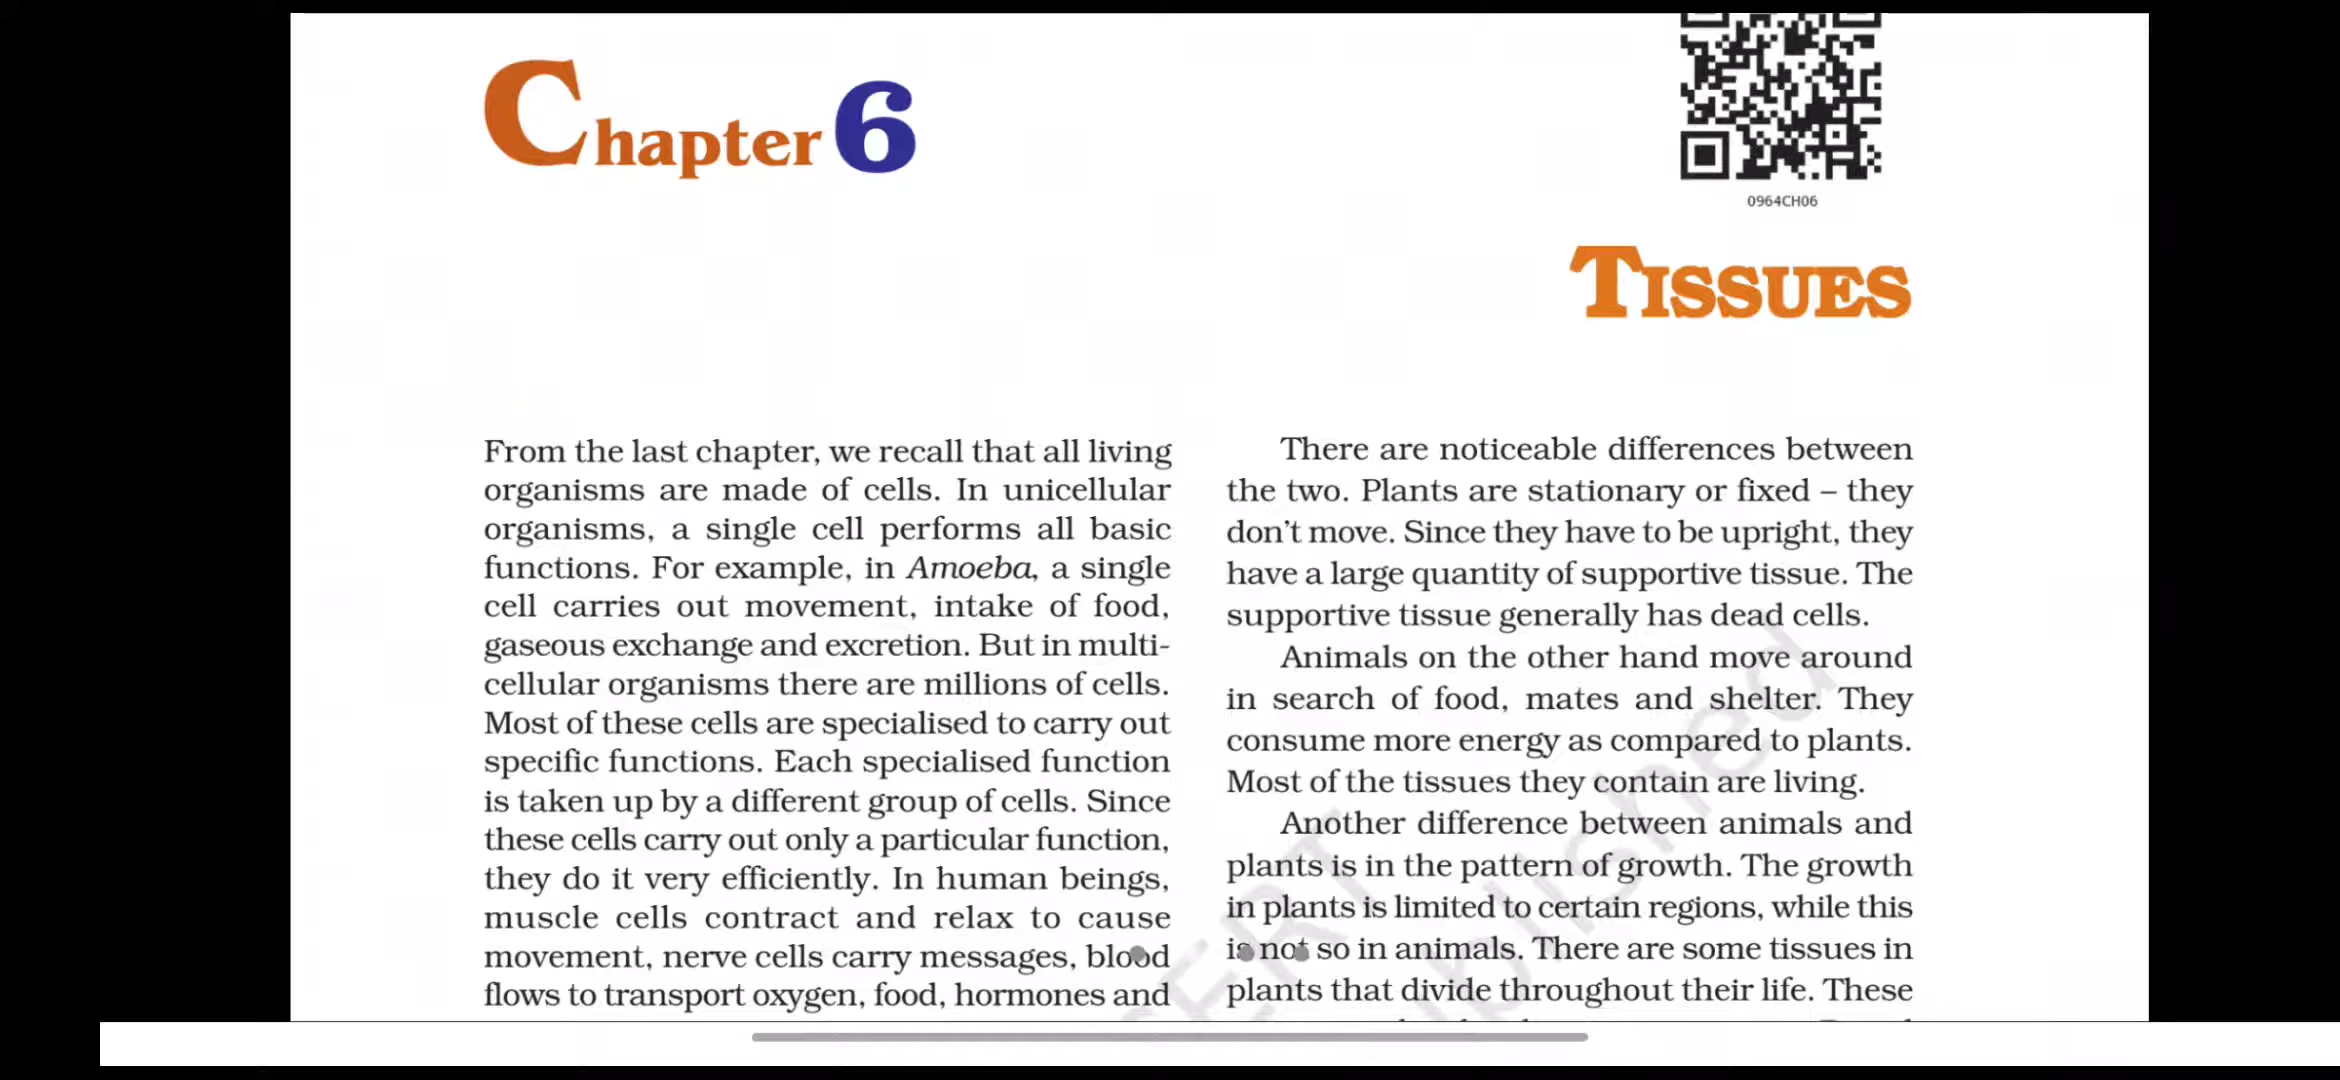 Chapter 6
0964CH06
TISSUES
From the last chapter, we recall that all living
organisms are made of cells. In unicellular
organisms, a single cell performs all basic
functions. For example, in Amoeba, a single
cell carries out movement, intake of food,
gaseous exchange and excretion. But in multi-
cellular organisms there are millions of cells.
Most of these cells are specialised to carry out
specific functions. Each specialised function
is taken up by a different group of cells. Since
these cells carry out only a particular function,
they do it very efficiently. In human beings,
muscle cells contract and relax to cause
movement, nerve cells carry messages, blood
flows to transport oxygen, food, hormones and
There are noticeable differences between
the two. Plants are stationary or fixed – they
don't move. Since they have to be upright, they
have a large quantity of supportive tissue. The
supportive tissue generally has dead cells.
Animals on the other hand move around
in search of food, mates and shelter. They
consume more energy as compared to plants.
Most of the tissues they contain are living.
Another difference between animals and
plants is in the pattern of growth. The growth
in plants is limited to certain regions, while this
is not so in animals. There are some tissues in
plants that divide throughout their life. These